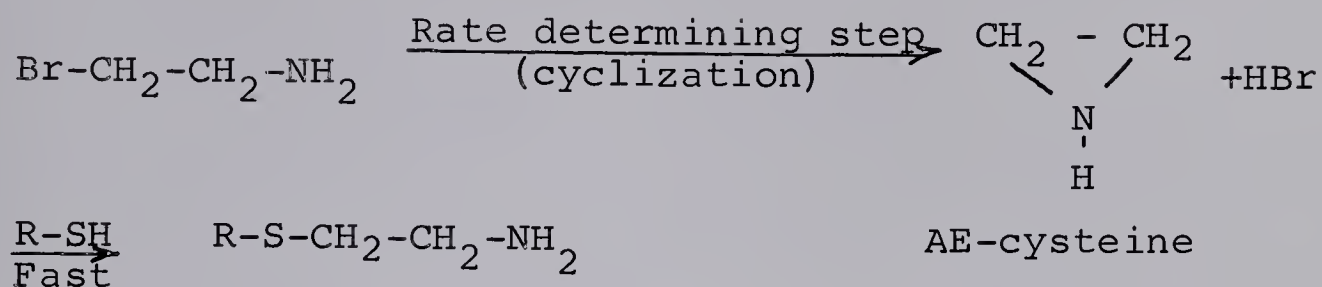 Br-CH₂-CH₂-NH₂ Rate determining step (cyclization) CH₂ - CH₂ N H +HBr
R-SH Fast R-S-CH₂-CH₂-NH₂ AE-cysteine